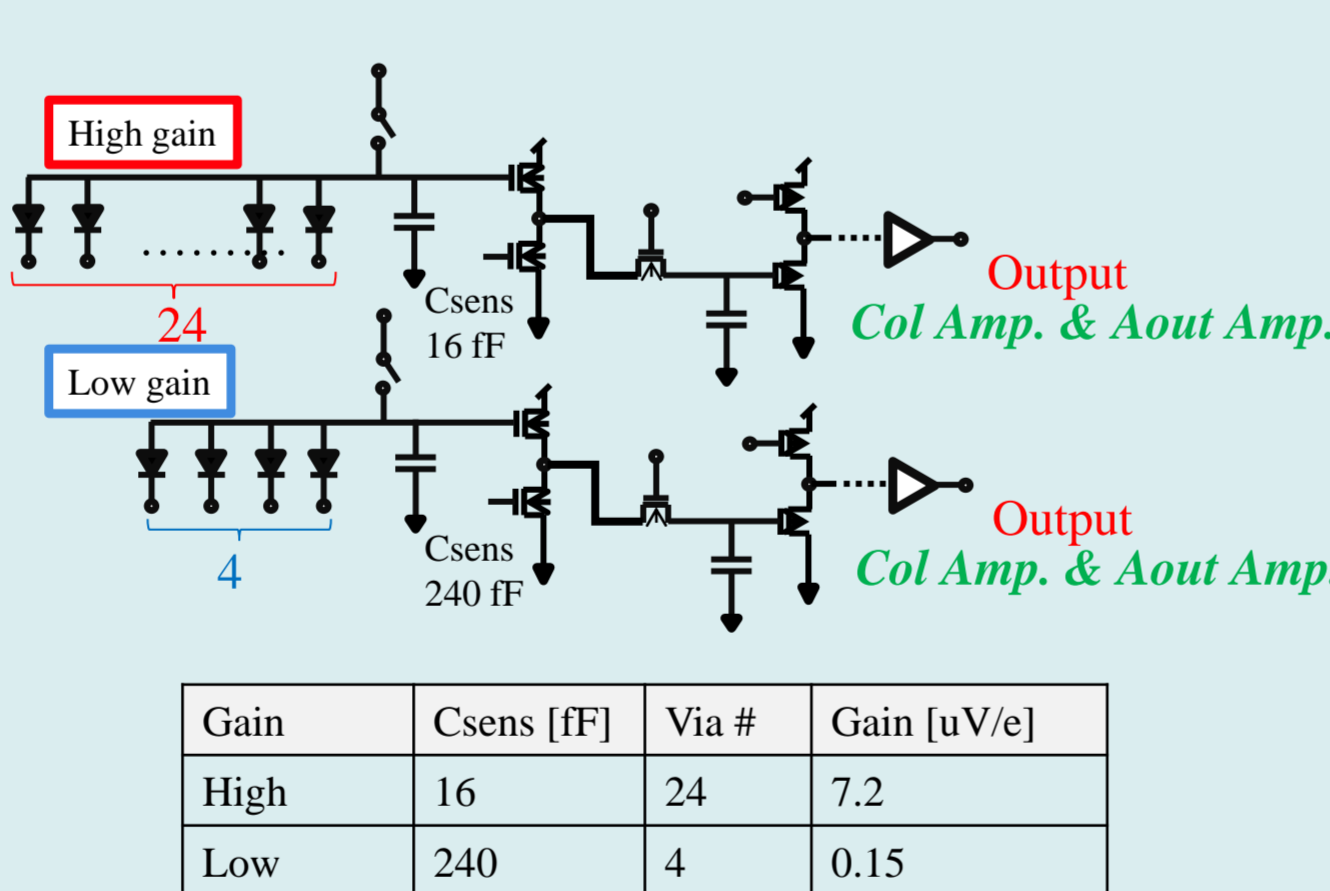 High gain
24
Csens
16 fF
Output
Col Amp. & Aout Amp.
Low gain
4
Csens
240 fF
Output
Col Amp. & Aout Amp.
Gain Csens [fF] Via # Gain [uV/e]
High 16 24 7.2
Low 240 4 0.15